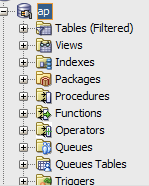 ap
Tables (Filtered)
Views
Indexes
Packages
Procedures
Functions
Operators
Queues
Queues Tables
Triggers